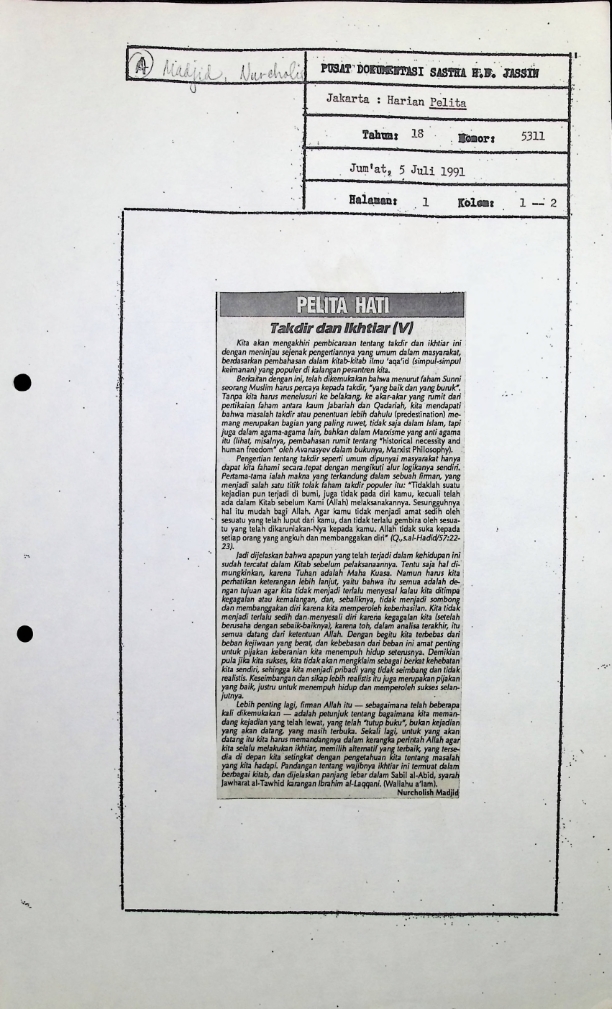 A Madjid, Nurcholi
PUSAT DOKUMENTASI SASTRA H.B. JASSIN
Jakarta : Harian Pelita
Tahun: 18 Nomor: 5311
Jum'at, 5 Juli 1991
Halaman: 1 Kolom: 1 — 2
PELITA HATI
Takdir dan Ikhtiar (V)
Kita akan mengakhiri pembicaraan tentang takdir dan ikhtiar ini
dengan meninjau sejenak pengertiannya yang umum dalam masyarakat,
berdasarkan pembahasan dalam kitab-kitab ilmu 'aqa'id (simpul-simpul
keimanan) yang populer di kalangan pesantren kita.
Berkaitan dengan ini, telah dikemukakan bahwa menurut faham Sunni
seorang Muslim harus percaya kepada takdir, "yang baik dan yang buruk".
Tanpa kita harus menelusuri ke belakang, ke akar-akar yang rumit dari
pertikaian faham antara kaum Jabariah dan Qadariah, kita mendapati
bahwa masalah takdir atau penentuan lebih dahulu (predestination) me-
mang merupakan bagian yang paling ruwet, tidak saja dalam Islam, tapi
juga dalam agama-agama lain, bahkan dalam Marxisme yang anti agama
itu (lihat, misalnya, pembahasan rumit tentang "historical necessity and
human freedom" oleh Avanasyev dalam bukunya, Marxist Philosophy).
Pengertian tentang takdir seperti umum dipunyai masyarakat hanya
dapat kita fahami secara tepat dengan mengikuti alur logikanya sendiri.
Pertama-tama ialah makna yang terkandung dalam sebuah firman, yang
menjadi salah satu titik tolak faham takdir populer itu: "Tidaklah suatu
kejadian pun terjadi di bumi, juga tidak pada diri kamu, kecuali telah
ada dalam Kitab sebelum Kami (Allah) melaksanakannya. Sesungguhnya
hal itu mudah bagi Allah. Agar kamu tidak menjadi amat sedih oleh
sesuatu yang telah luput dari kamu, dan tidak terlalu gembira oleh sesua-
tu yang telah dikaruniakan-Nya kepada kamu. Allah tidak suka kepada
setiap orang yang angkuh dan membanggakan diri" (Q.,s.al-Hadid/57:22-
23).
Jadi dijelaskan bahwa apapun yang telah terjadi dalam kehidupan ini
sudah tercatat dalam Kitab sebelum pelaksanaannya. Tentu saja hal di-
mungkinkan, karena Tuhan adalah Maha Kuasa. Namun harus kita
perhatikan keterangan lebih lanjut, yaitu bahwa itu semua adalah de-
ngan tujuan agar kita tidak menjadi terlalu menyesal kalau kita ditimpa
kegagalan atau kemalangan, dan, sebaliknya, tidak menjadi sombong
dan membanggakan diri karena kita memperoleh keberhasilan. Kita tidak
menjadi terlalu sedih dan menyesali diri karena kegagalan kita (setelah
berusaha dengan sebaik-baiknya), karena toh, dalam analisa terakhir, itu
semua datang dari ketentuan Allah. Dengan begitu kita terbebas dari
beban kejiwaan yang berat, dan kebebasan dari beban ini amat penting
untuk pijakan keberanian kita menempuh hidup seterusnya. Demikian
pula jika kita sukses, kita tidak akan mengklaim sebagai berkat kehebatan
kita sendiri, sehingga kita menjadi pribadi yang tidak seimbang dan tidak
realistis. Keseimbangan dan sikap lebih realistis itu juga merupakan pijakan
yang baik, justru untuk menempuh hidup dan memperoleh sukses selan-
jutnya.
Lebih penting lagi, firman Allah itu — sebagaimana telah beberapa
kali dikemukakan — adalah petunjuk tentang bagaimana kita meman-
dang kejadian yang telah lewat, yang telah "tutup buku", bukan kejadian
yang akan datang, yang masih terbuka. Sekali lagi, untuk yang akan
datang itu kita harus memandangnya dalam kerangka perintah Allah agar
kita selalu melakukan ikhtiar, memilih alternatif yang terbaik, yang terse-
dia di depan kita setingkat dengan pengetahuan kita tentang masalah
yang kita hadapi. Pandangan tentang wajibnya ikhtiar ini termuat dalam
berbagai kitab, dan dijelaskan panjang lebar dalam Sabil al-Abid, syarah
Jawharat al-Tawhid karangan Ibrahim al-Laqqani. (Wallahu a'lam).
Nurcholish Madjid